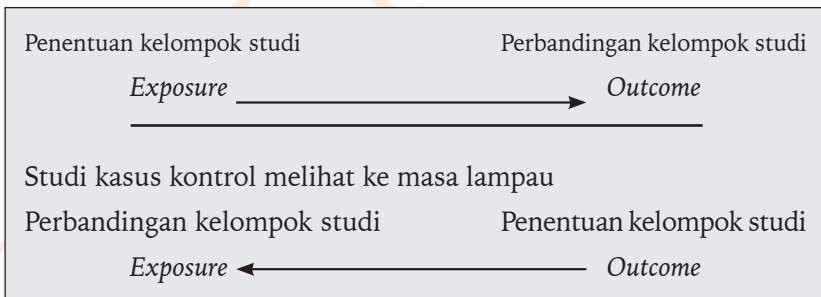 Penentuan kelompok studi Perbandingan kelompok studi
Exposure Outcome
Studi kasus kontrol melihat ke masa lampau
Perbandingan kelompok studi Penentuan kelompok studi
Exposure Outcome